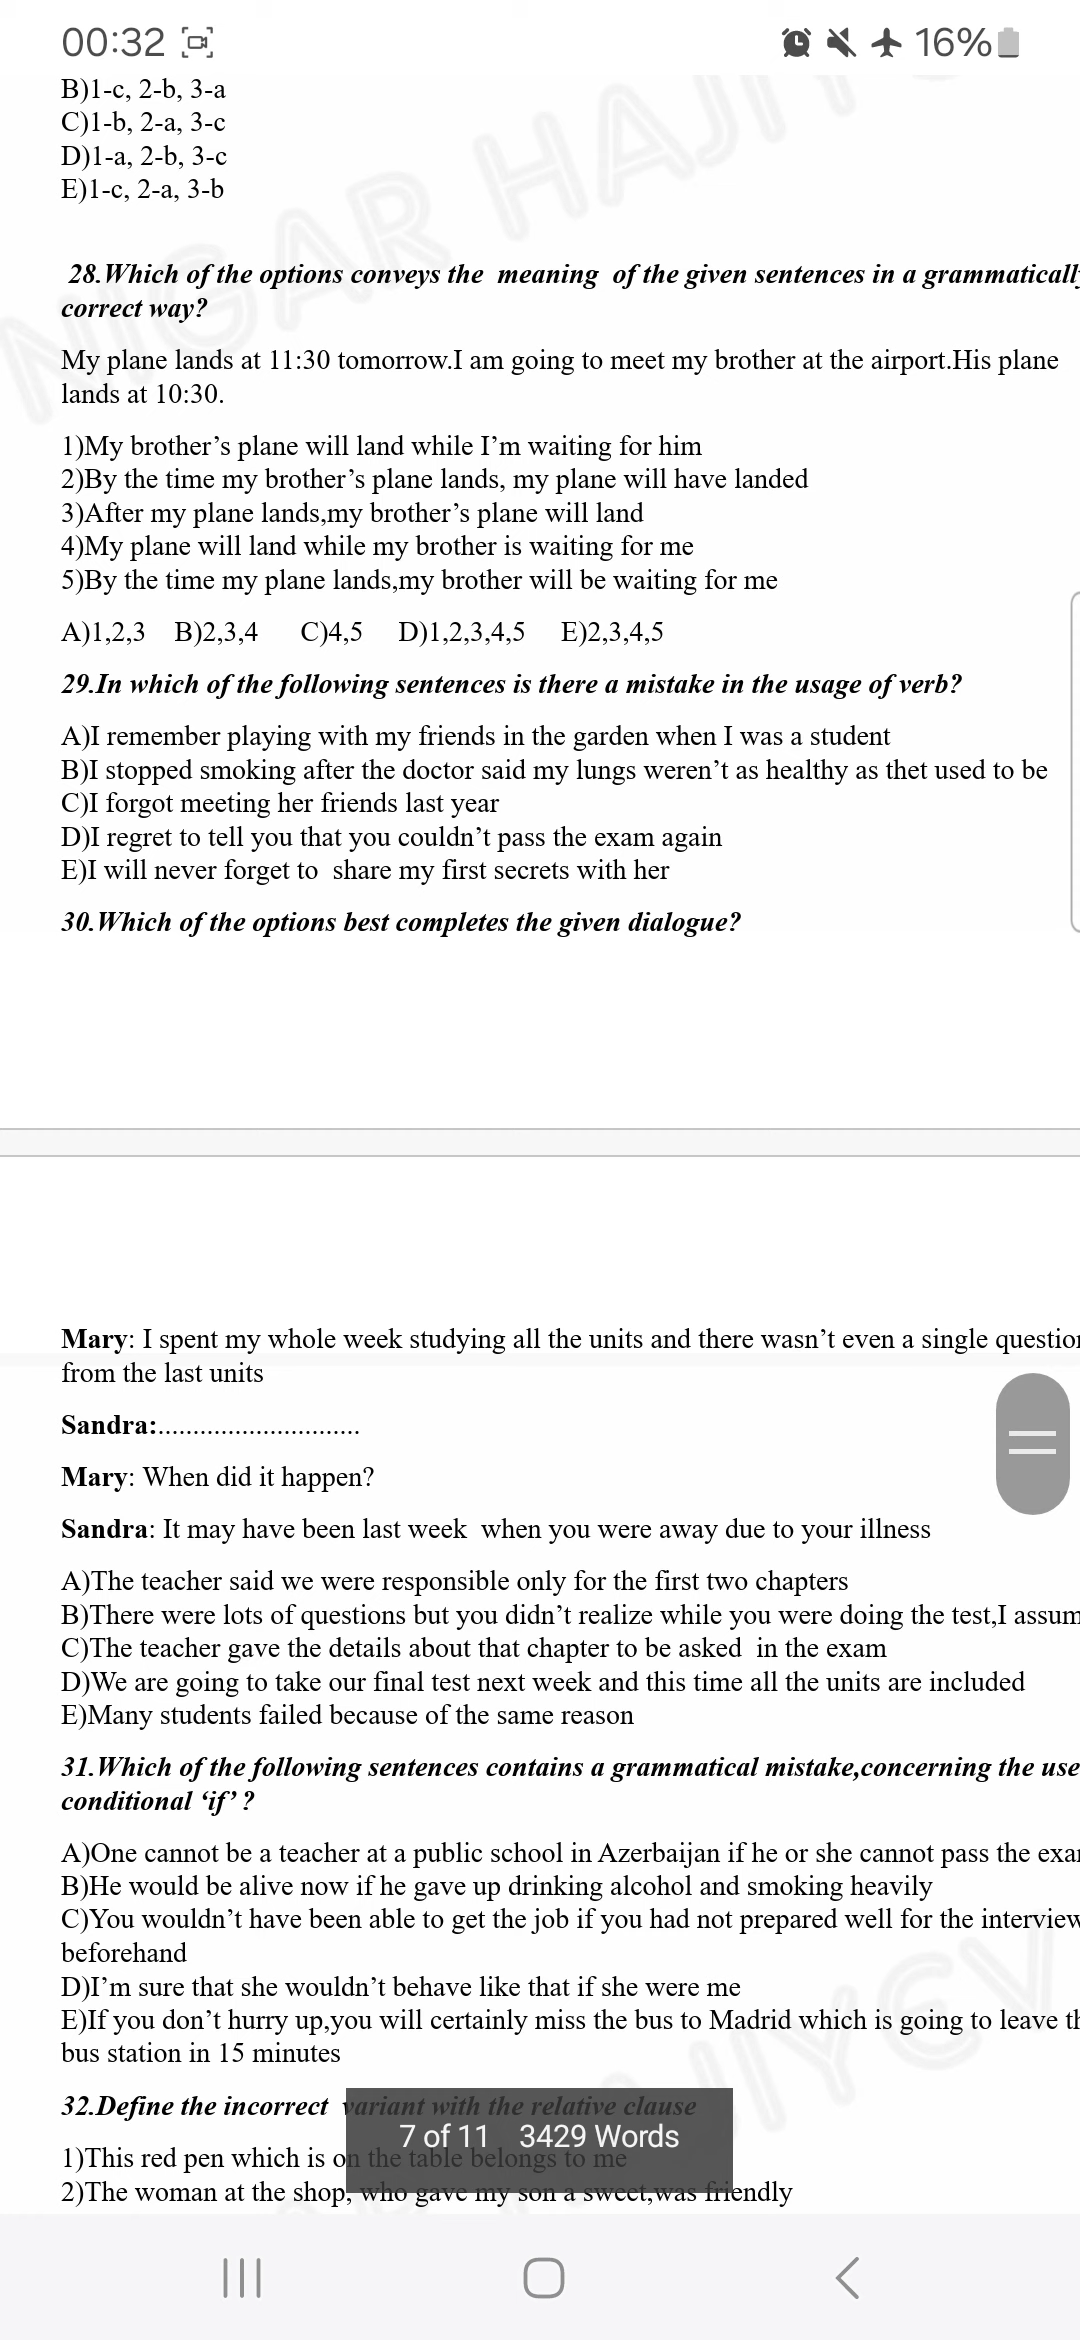 00:32
16%
B)1-c, 2-b, 3-a
C)1-b, 2-a, 3-c
D)1-a, 2-b, 3-c
E)1-c, 2-a, 3-b
NIGAR HAJIY
28.Which of the options conveys the meaning of the given sentences in a grammatically
correct way?
My plane lands at 11:30 tomorrow.I am going to meet my brother at the airport.His plane
lands at 10:30.
1)My brother’s plane will land while I’m waiting for him
2)By the time my brother’s plane lands, my plane will have landed
3)After my plane lands,my brother’s plane will land
4)My plane will land while my brother is waiting for me
5)By the time my plane lands,my brother will be waiting for me
A)1,2,3 B)2,3,4 C)4,5 D)1,2,3,4,5 E)2,3,4,5
29.In which of the following sentences is there a mistake in the usage of verb?
A)I remember playing with my friends in the garden when I was a student
B)I stopped smoking after the doctor said my lungs weren’t as healthy as thet used to be
C)I forgot meeting her friends last year
D)I regret to tell you that you couldn’t pass the exam again
E)I will never forget to share my first secrets with her
30.Which of the options best completes the given dialogue?
Mary: I spent my whole week studying all the units and there wasn’t even a single question
from the last units
Sandra:.............................
Mary: When did it happen?
Sandra: It may have been last week when you were away due to your illness
A)The teacher said we were responsible only for the first two chapters
B)There were lots of questions but you didn’t realize while you were doing the test,I assum
C)The teacher gave the details about that chapter to be asked in the exam
D)We are going to take our final test next week and this time all the units are included
E)Many students failed because of the same reason
31.Which of the following sentences contains a grammatical mistake,concerning the use
conditional ‘if’ ?
A)One cannot be a teacher at a public school in Azerbaijan if he or she cannot pass the exa
B)He would be alive now if he gave up drinking alcohol and smoking heavily
C)You wouldn’t have been able to get the job if you had not prepared well for the interview
beforehand
D)I’m sure that she wouldn’t behave like that if she were me
E)If you don’t hurry up,you will certainly miss the bus to Madrid which is going to leave th
bus station in 15 minutes
JIYEV
32.Define the incorrect variant with the relative clause
7 of 11 3429 Words
1)This red pen which is on the table belongs to me
2)The woman at the shop, who gave my son a sweet,was friendly